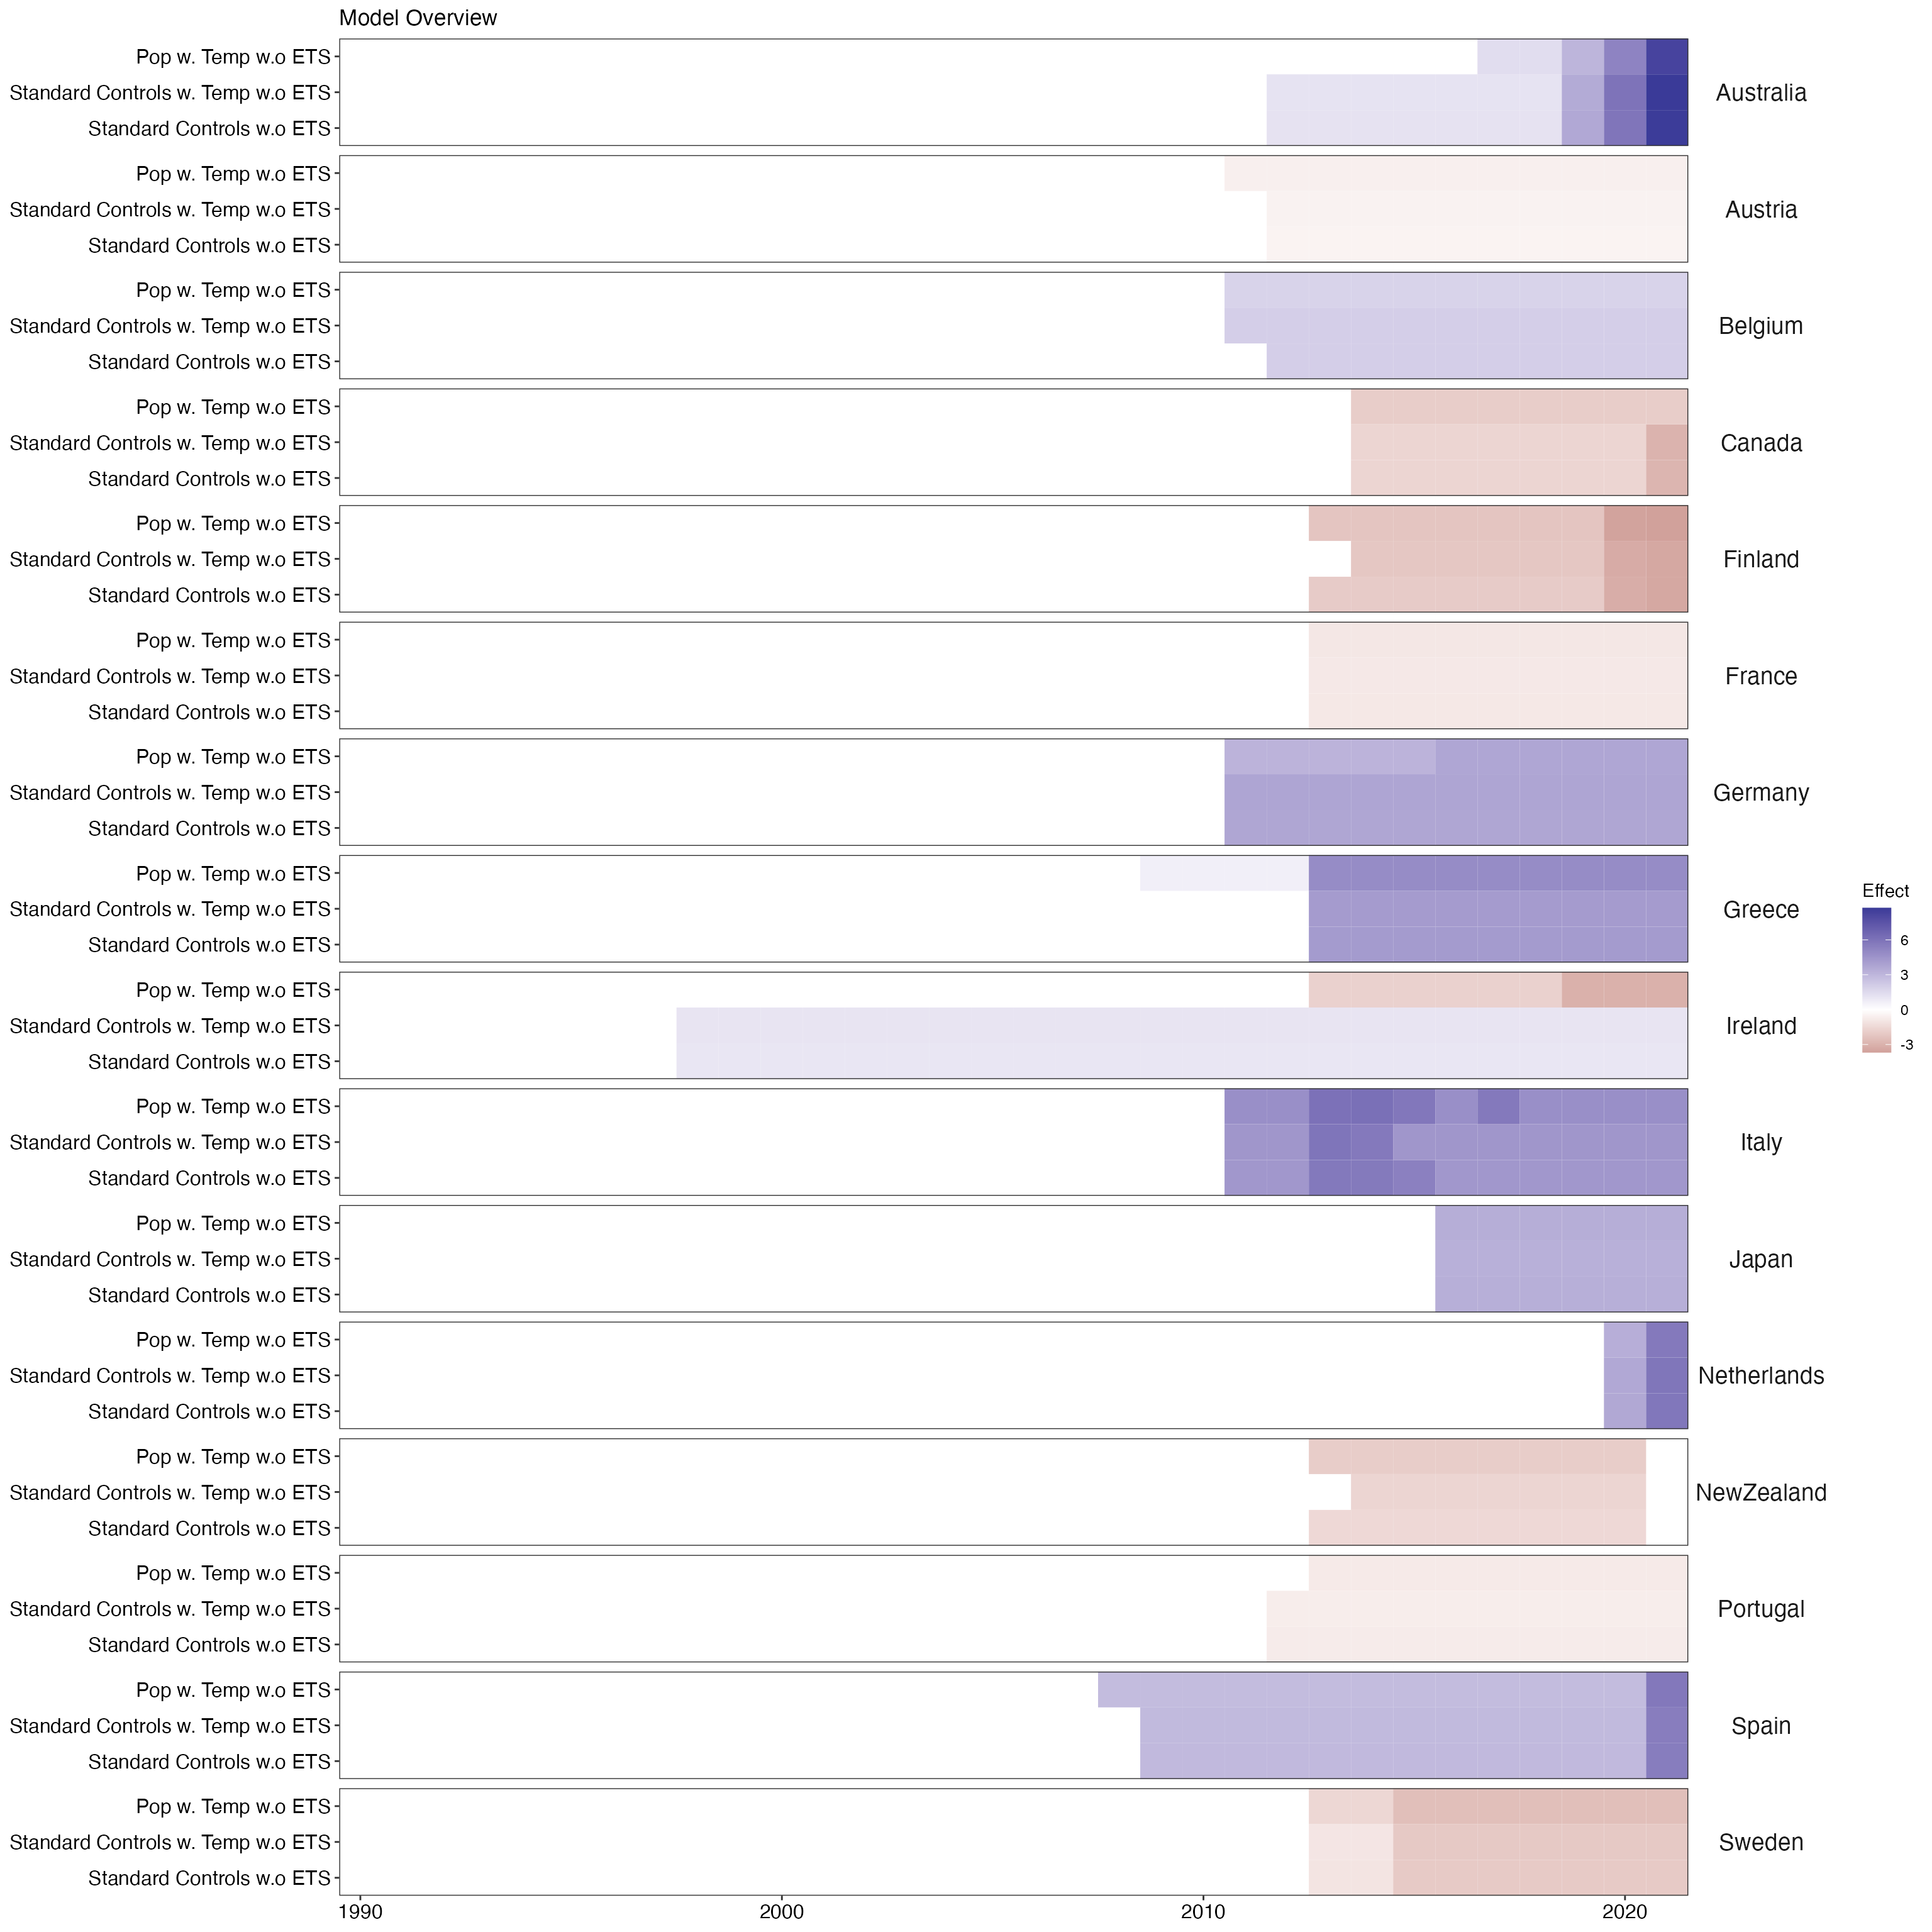 Model Overview
Pop w. Temp w.o ETS
Standard Controls w. Temp w.o ETS
Standard Controls w.o ETS
Australia
Pop w. Temp w.o ETS
Standard Controls w. Temp w.o ETS
Standard Controls w.o ETS
Austria
Pop w. Temp w.o ETS
Standard Controls w. Temp w.o ETS
Standard Controls w.o ETS
Belgium
Pop w. Temp w.o ETS
Standard Controls w. Temp w.o ETS
Standard Controls w.o ETS
Canada
Pop w. Temp w.o ETS
Standard Controls w. Temp w.o ETS
Standard Controls w.o ETS
Finland
Pop w. Temp w.o ETS
Standard Controls w. Temp w.o ETS
Standard Controls w.o ETS
France
Pop w. Temp w.o ETS
Standard Controls w. Temp w.o ETS
Standard Controls w.o ETS
Germany
Pop w. Temp w.o ETS
Standard Controls w. Temp w.o ETS
Standard Controls w.o ETS
Greece
Pop w. Temp w.o ETS
Standard Controls w. Temp w.o ETS
Standard Controls w.o ETS
Ireland
Pop w. Temp w.o ETS
Standard Controls w. Temp w.o ETS
Standard Controls w.o ETS
Italy
Pop w. Temp w.o ETS
Standard Controls w. Temp w.o ETS
Standard Controls w.o ETS
Japan
Pop w. Temp w.o ETS
Standard Controls w. Temp w.o ETS
Standard Controls w.o ETS
Netherlands
Pop w. Temp w.o ETS
Standard Controls w. Temp w.o ETS
Standard Controls w.o ETS
NewZealand
Pop w. Temp w.o ETS
Standard Controls w. Temp w.o ETS
Standard Controls w.o ETS
Portugal
Pop w. Temp w.o ETS
Standard Controls w. Temp w.o ETS
Standard Controls w.o ETS
Spain
Pop w. Temp w.o ETS
Standard Controls w. Temp w.o ETS
Standard Controls w.o ETS
Sweden
1990
2000
2010
2020
Effect
6
3
0
-3